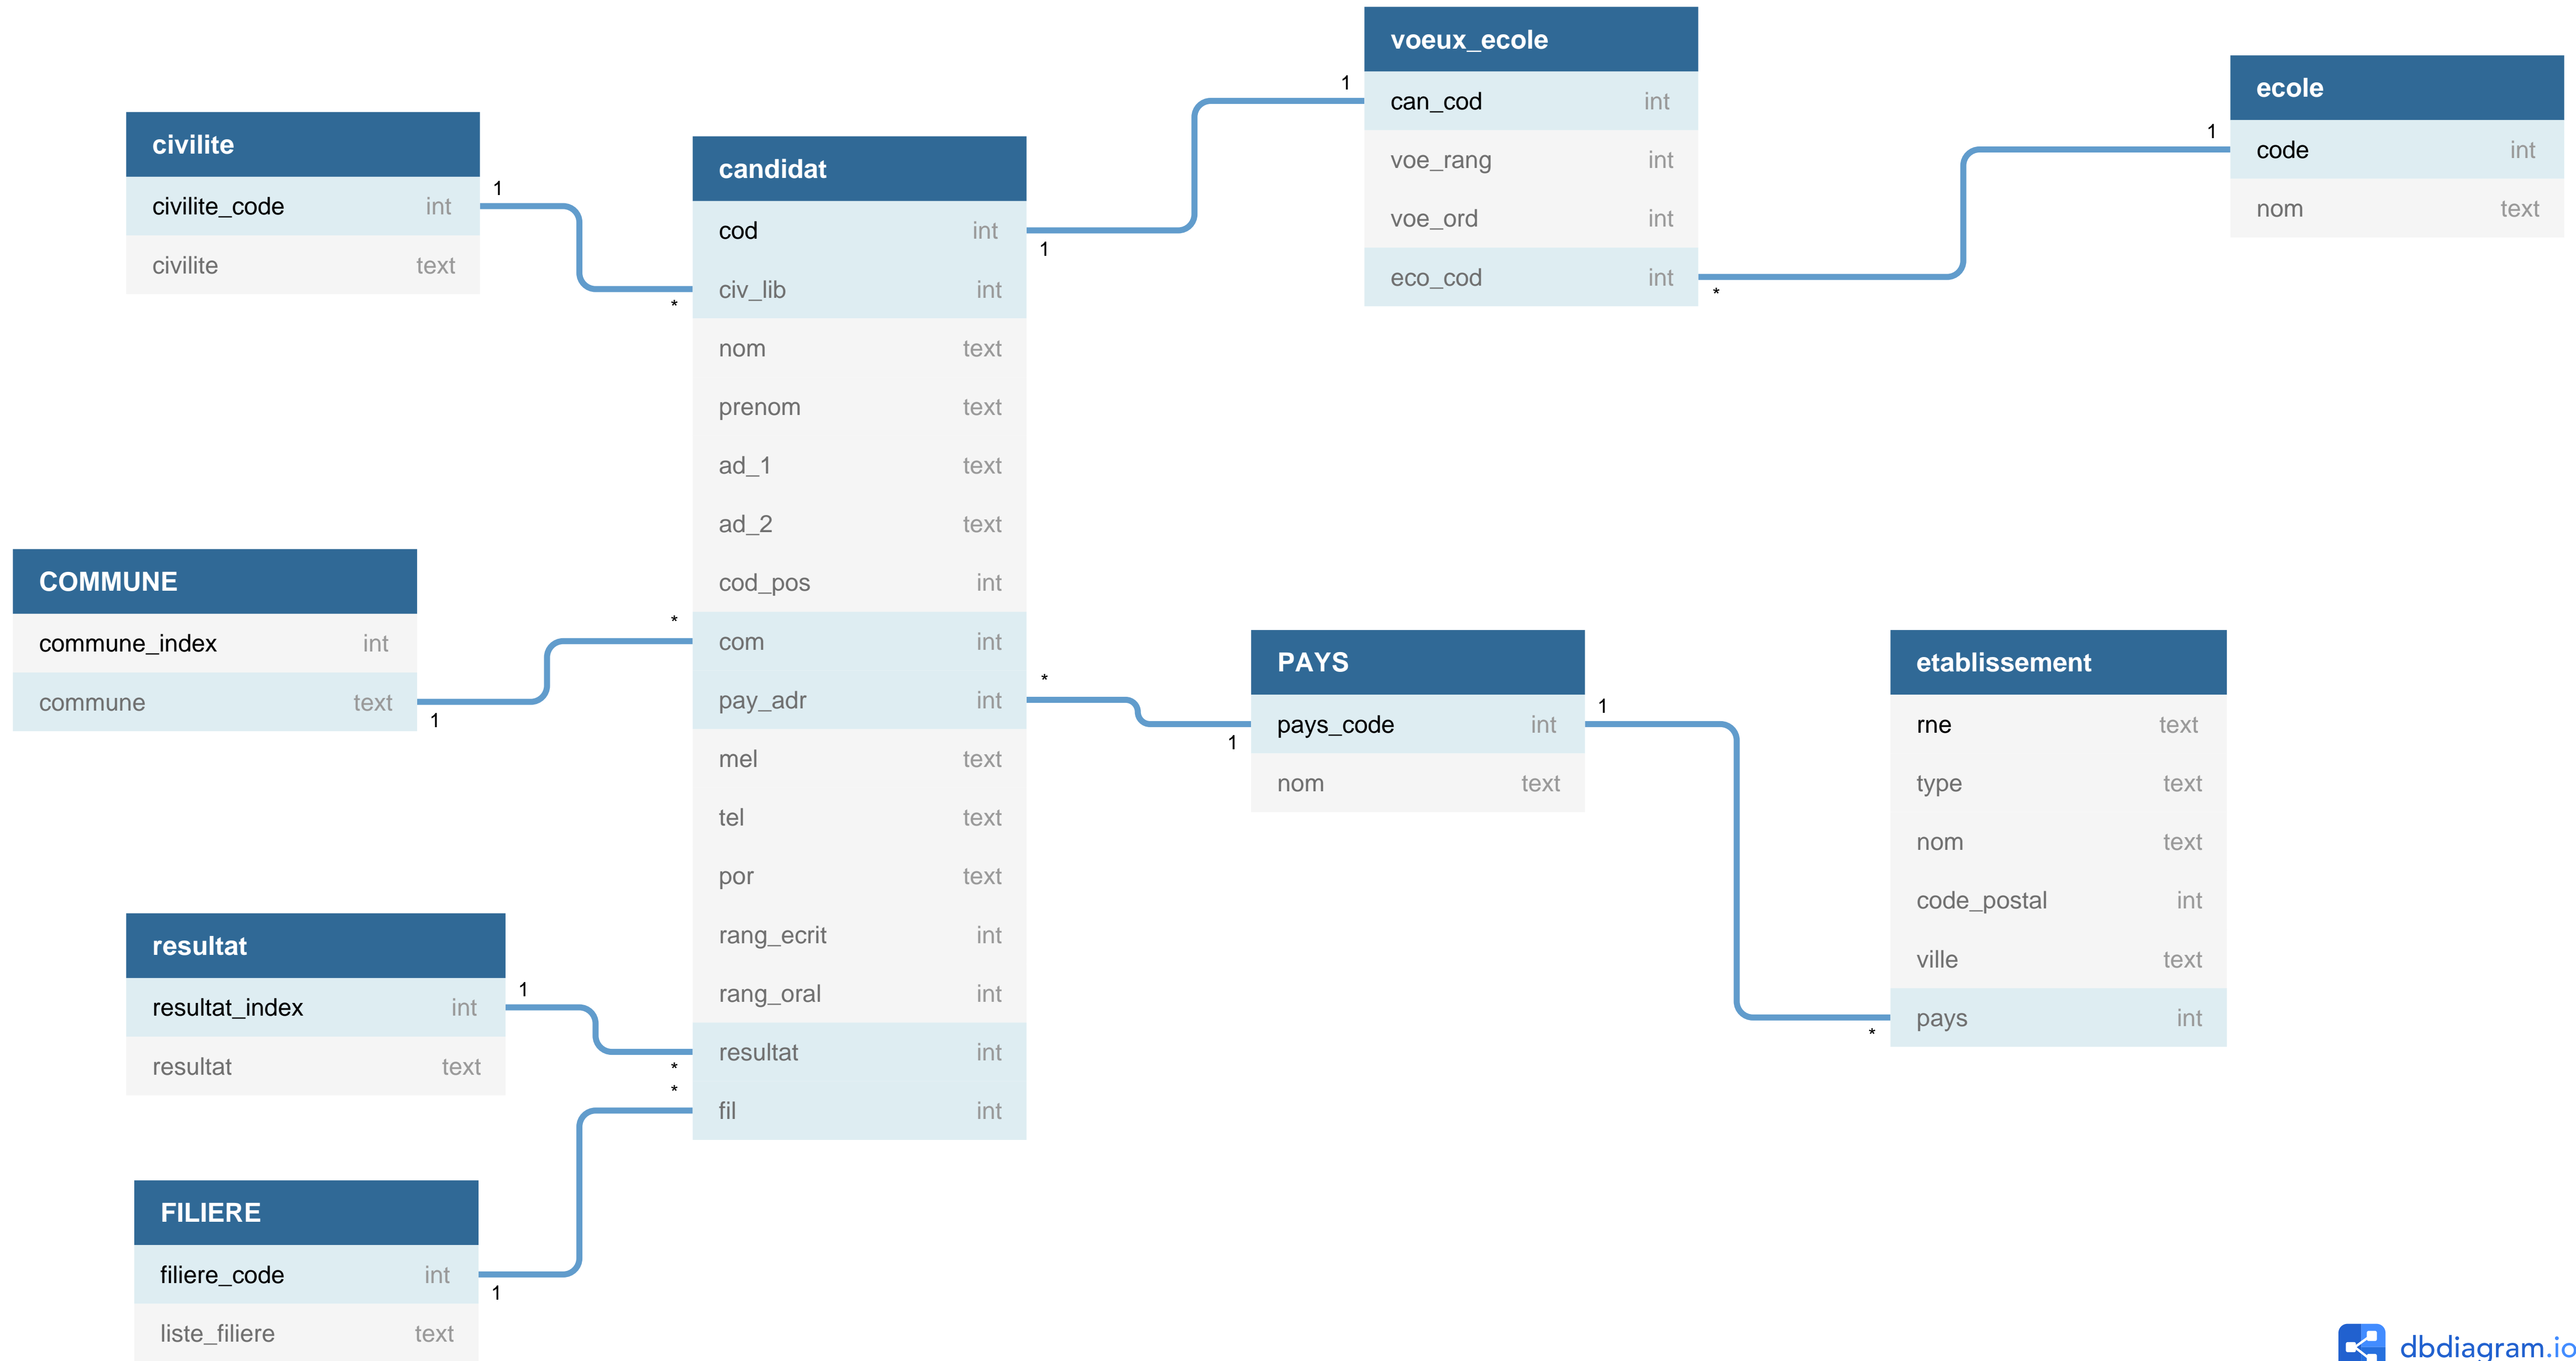 voeux_ecole
1
can_cod int
voe_rang int
voe_ord int
eco_cod int
*
ecole
1
code int
nom text
civilite
civilite_code int
1
civilite text
candidat
cod int
1
civ_lib int
*
nom text
prenom text
ad_1 text
ad_2 text
cod_pos int
com int
*
pay_adr int
*
mel text
tel text
por text
rang_ecrit int
rang_oral int
resultat int
*
*
fil int
COMMUNE
commune_index int
commune text
1
PAYS
pays_code int
1
1
nom text
etablissement
rne text
type text
nom text
code_postal int
ville text
pays int
*
resultat
1
resultat_index int
resultat text
FILIERE
filiere_code int
1
liste_filiere text
dbdiagram.io